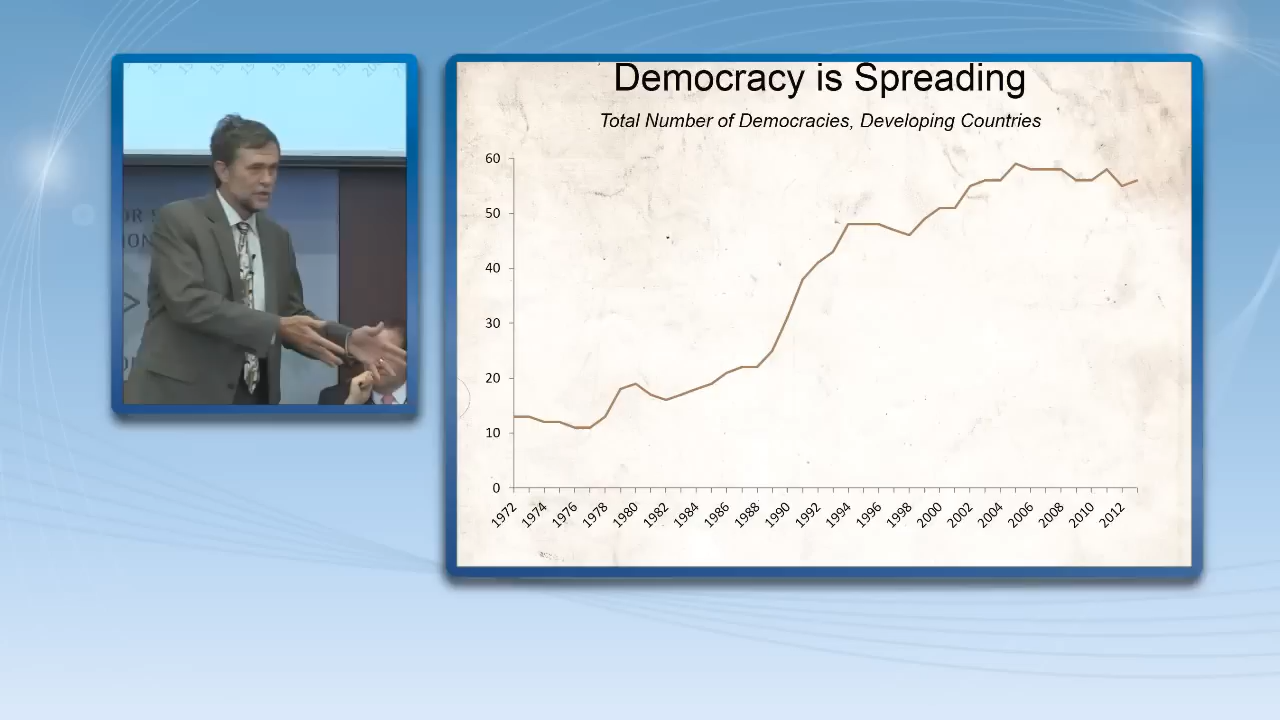 Democracy is Spreading
Total Number of Democracies, Developing Countries
60
50
40
30
20
10
0
1972 1974 1976 1978 1980 1982 1984 1986 1988 1990 1992 1994 1996 1998 2000 2002 2004 2006 2008 2010 2012